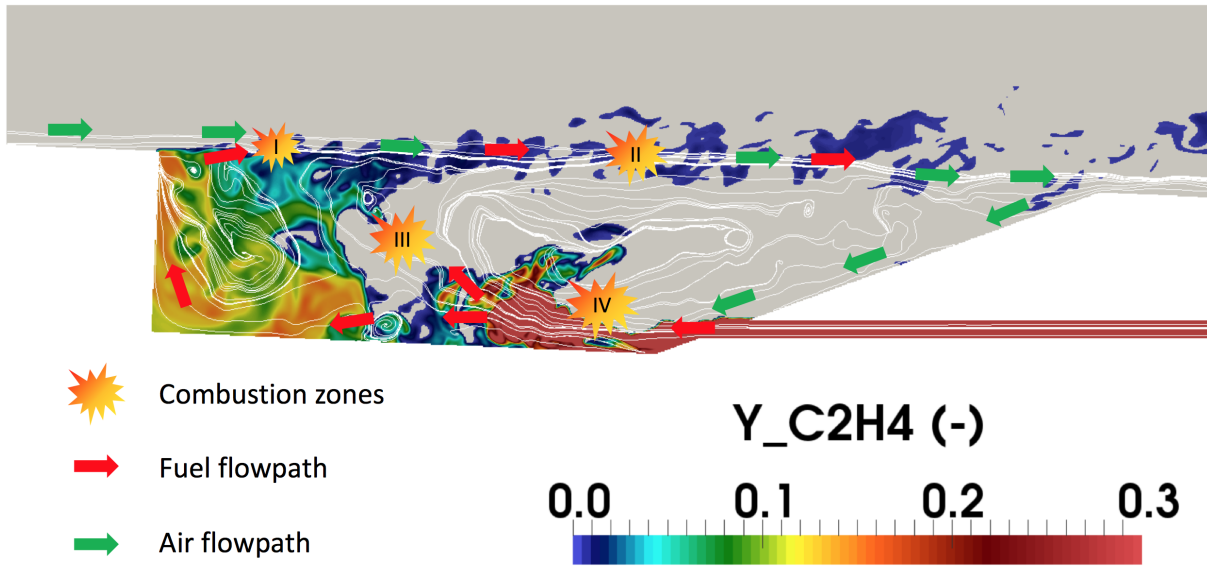 I
II
III
IV
Combustion zones
Fuel flowpath
Air flowpath
Y_C2H4 (-)
0.0 0.1 0.2 0.3